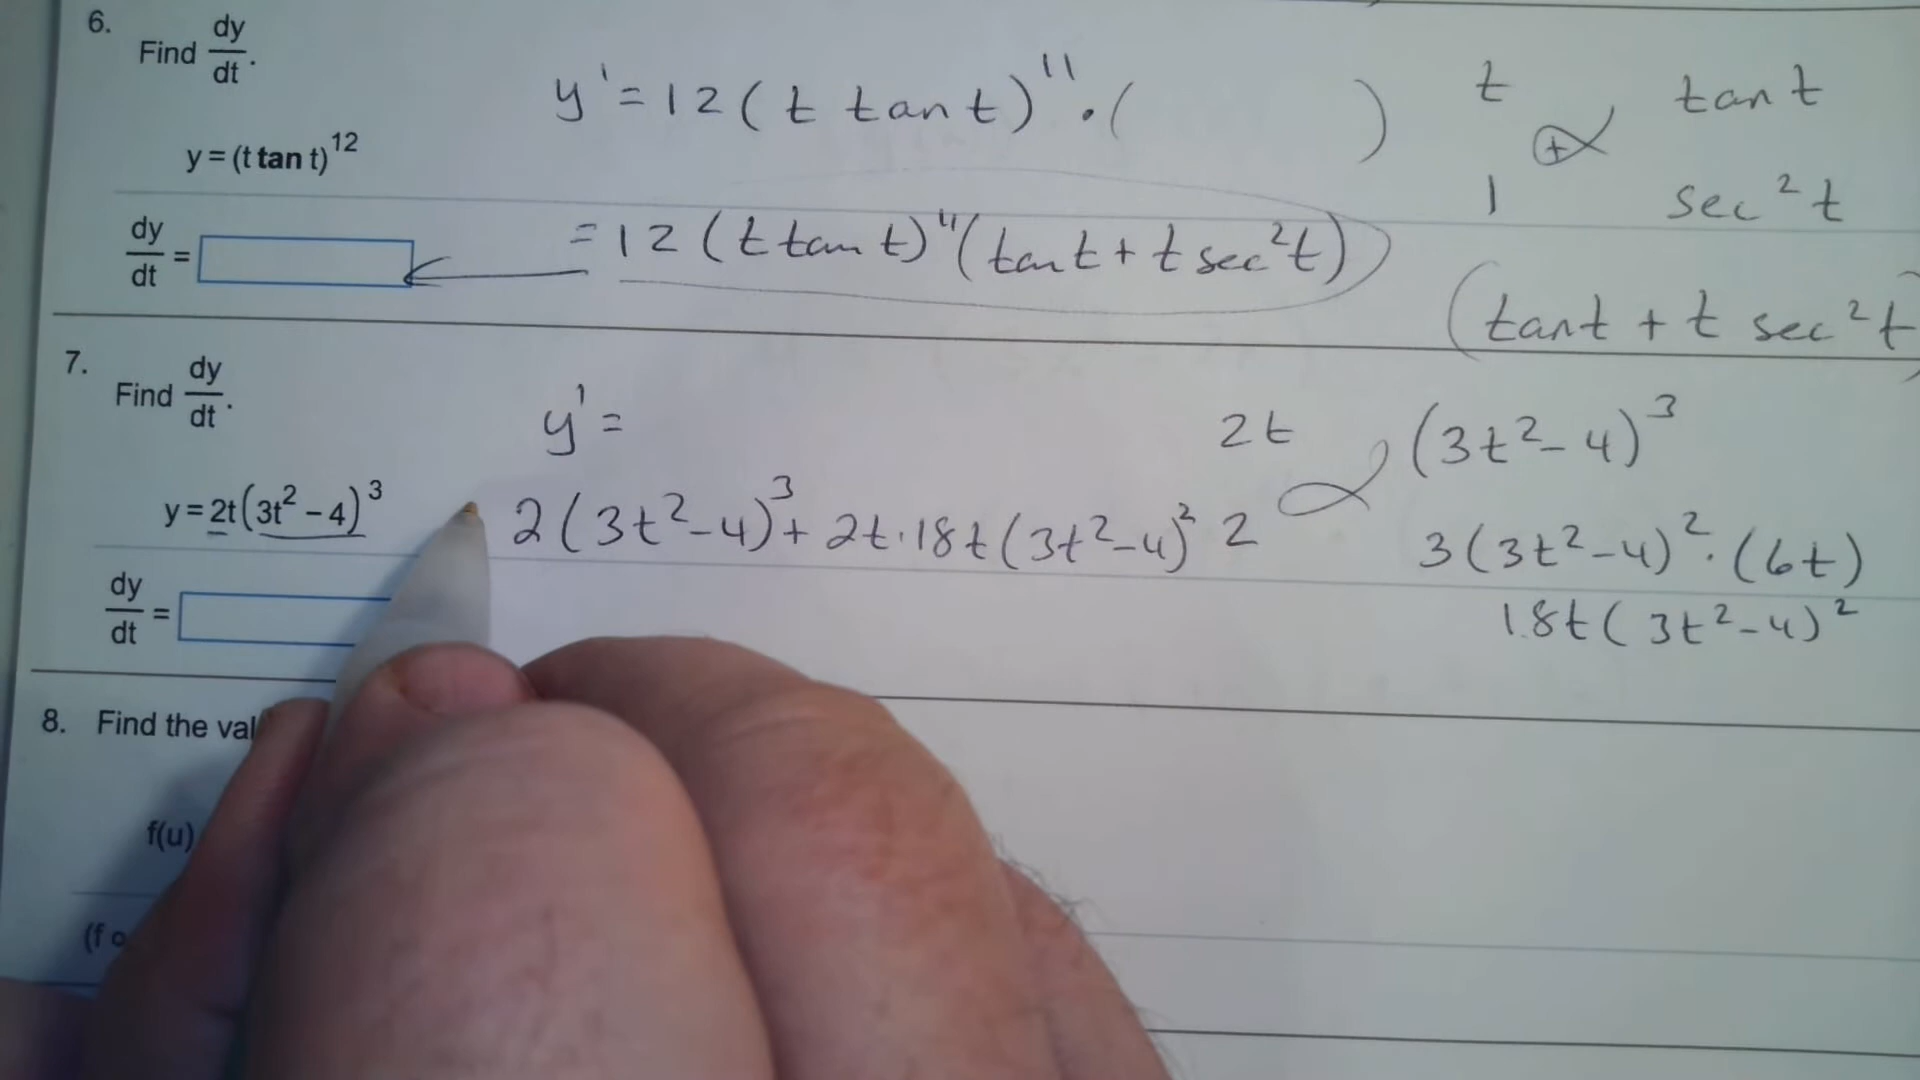 6.
Find dy/dt.
y' = 12(t tan t)^11 · (        )
t    tan t
y = (t tan t)^12
+
1    sec^2 t
dy/dt =
= 12(t tan t)^11 (tan t + t sec^2 t)
(tan t + t sec^2 t
7.
Find dy/dt.
y' =
2t    (3t^2 - 4)^3
y = 2t(3t^2 - 4)^3
2(3t^2 - 4)^3 + 2t · 18t(3t^2 - 4)^2
2    3(3t^2 - 4)^2 · (6t)
18t(3t^2 - 4)^2
dy/dt =
8. Find the val
f(u)
(f o